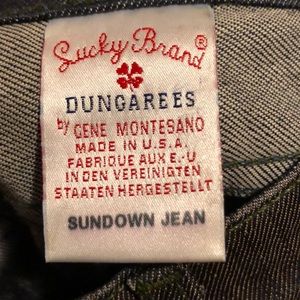 Lucky Brand®
DUNGAREES
by GENE MONTESANO
MADE IN U.S.A.
FABRIQUE AUX E.-U
IN DEN VEREINIGTEN
STAATEN HERGESTELLT
SUNDOWN JEAN